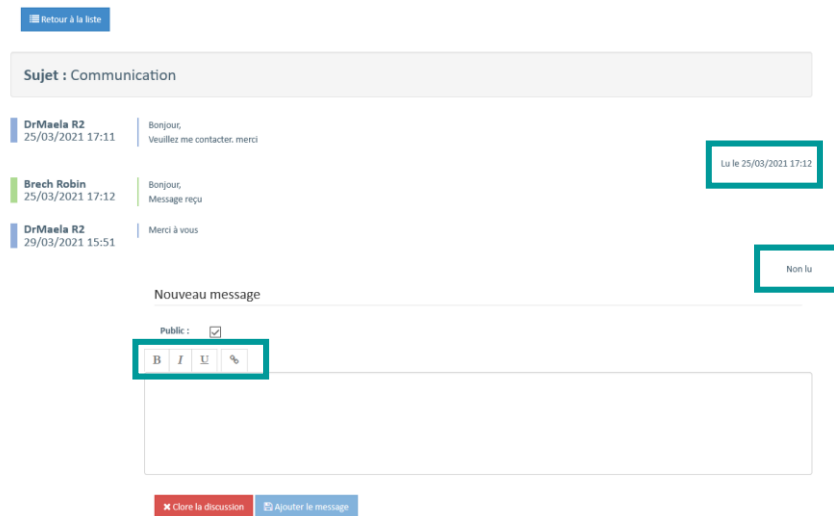 Retour à la liste
Sujet : Communication
DrMaela R2
25/03/2021 17:11
Bonjour,
Veuillez me contacter. merci
Lu le 25/03/2021 17:12
Brech Robin
25/03/2021 17:12
Bonjour,
Message reçu
DrMaela R2
29/03/2021 15:51
Merci à vous
Non lu
Nouveau message
Public :
B I U
Clore la discussion Ajouter le message